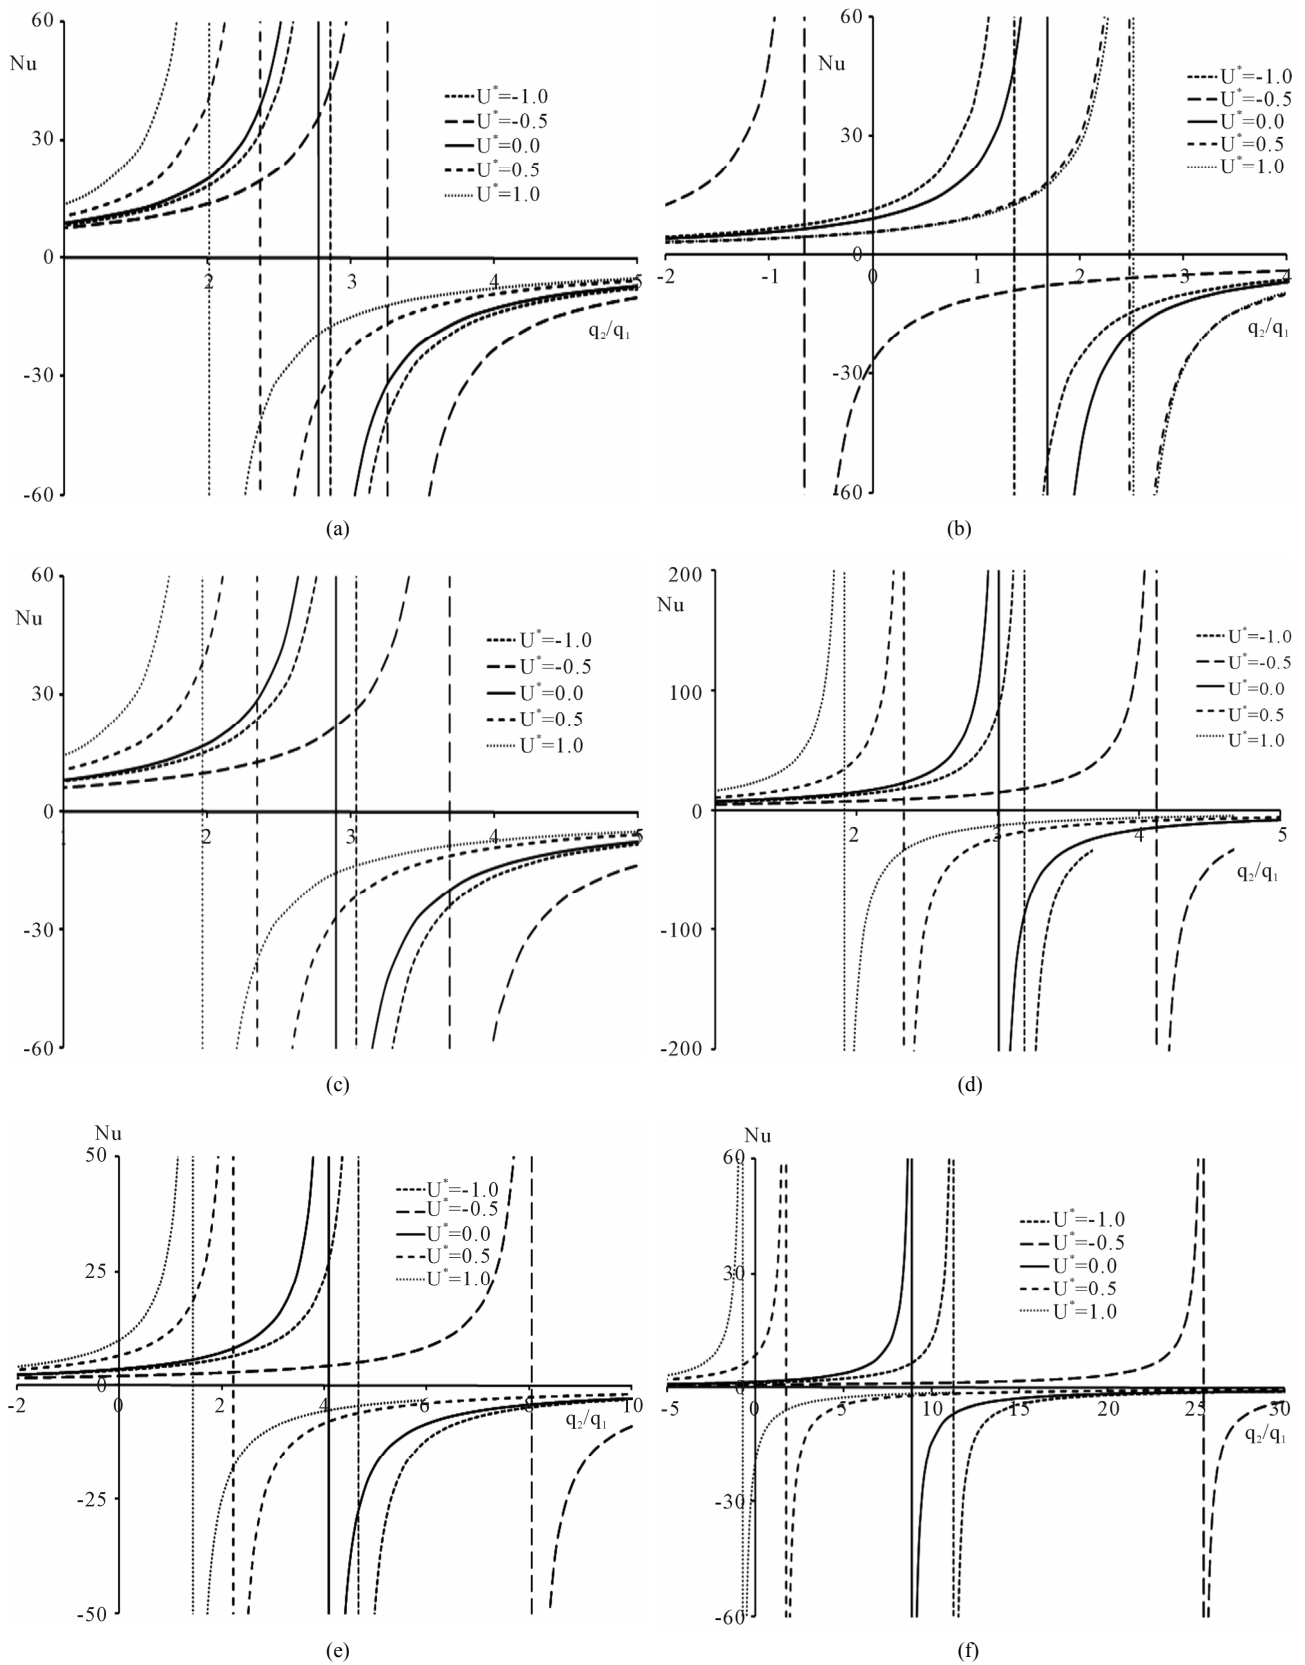 60
Nu
30
0
-30
-60
2
3
4
5
q₂/q₁
U*=-1.0
U*=-0.5
U*=0.0
U*=0.5
U*=1.0
(a)
60
Nu
30
0
-30
-60
-2
-1
0
1
2
3
4
q₂/q₁
U*=-1.0
U*=-0.5
U*=0.0
U*=0.5
U*=1.0
(b)
60
Nu
30
0
-30
-60
1
2
3
4
5
q₂/q₁
U*=-1.0
U*=-0.5
U*=0.0
U*=0.5
U*=1.0
(c)
200
Nu
100
0
-100
-200
2
3
4
5
q₂/q₁
U*=-1.0
U*=-0.5
U*=0.0
U*=0.5
U*=1.0
(d)
Nu
50
25
0
-25
-50
-2
0
2
4
6
8
10
q₂/q₁
U*=-1.0
U*=-0.5
U*=0.0
U*=0.5
U*=1.0
(e)
Nu
60
30
0
-30
-60
-5
0
5
10
15
20
25
30
q₂/q₁
U*=-1.0
U*=-0.5
U*=0.0
U*=0.5
U*=1.0
(f)